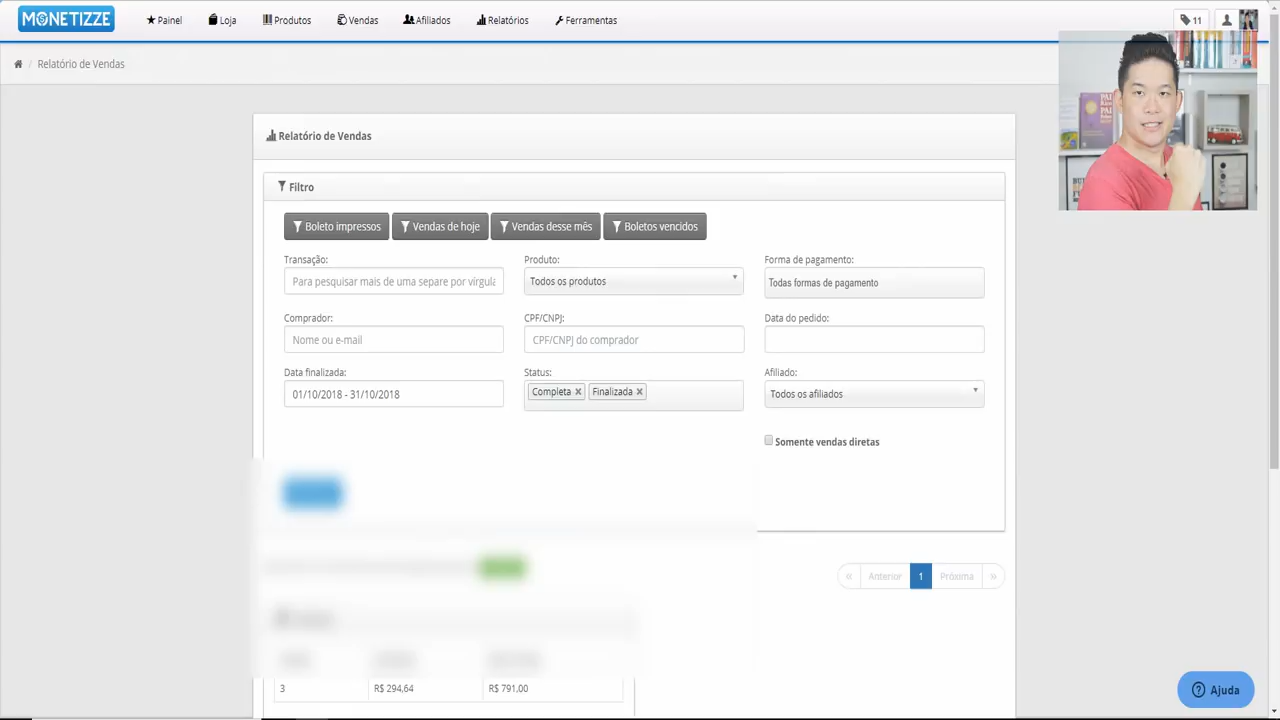 MONETIZZE
Painel
Loja
Produtos
Vendas
Afiliados
Relatórios
Ferramentas
11
/ Relatório de Vendas
Relatório de Vendas
Filtro
Boleto impressos
Vendas de hoje
Vendas desse mês
Boletos vencidos
Transação:
Produto:
Forma de pagamento:
Para pesquisar mais de uma separe por vírgula
Todos os produtos
Todas formas de pagamento
Comprador:
CPF/CNPJ:
Data do pedido:
Nome ou e-mail
CPF/CNPJ do comprador
Data finalizada:
Status:
Afiliado:
01/10/2018 - 31/10/2018
Completa ×
Finalizada ×
Todos os afiliados
Somente vendas diretas
« Anterior 1 Próxima »
3
R$ 294,64
R$ 791,00
Ajuda